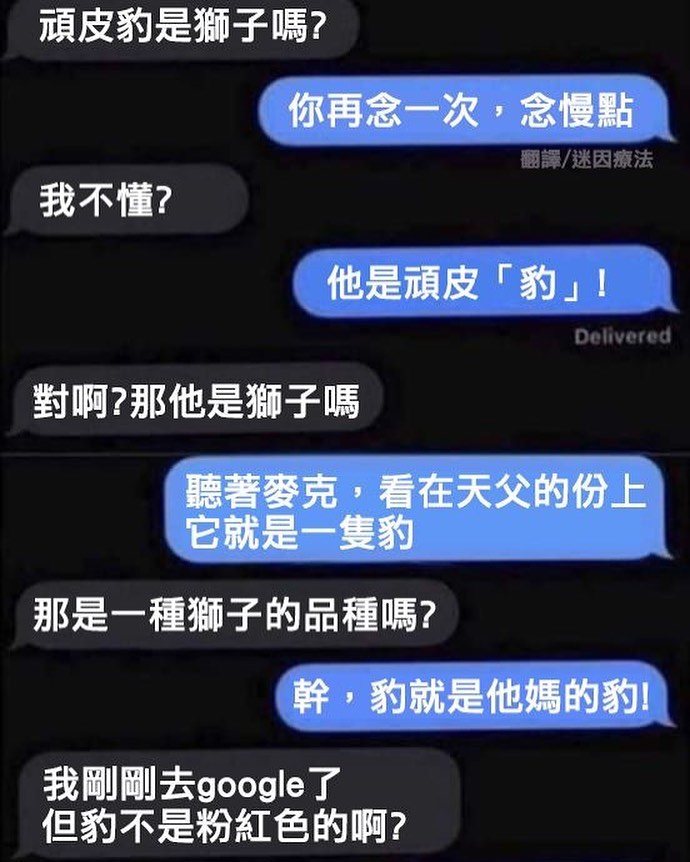 頑皮豹是獅子嗎?
你再念一次，念慢點
翻譯/迷因療法
我不懂?
他是頑皮「豹」!
Delivered
對啊?那他是獅子嗎
聽著麥克，看在天父的份上
它就是一隻豹
那是一種獅子的品種嗎?
幹，豹就是他媽的豹!
我剛剛去google了
但豹不是粉紅色的啊?